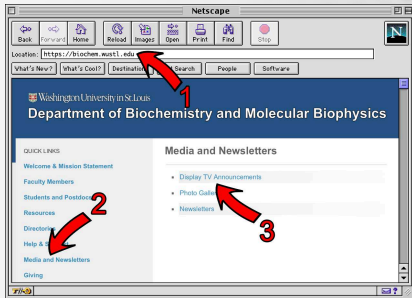 Netscape
Back Forward Home Reload Images Open Print Find Stop
N
Location: https://biochem.wustl.edu
What's New? What's Cool? Destination Search People Software
1
Washington University in St. Louis
Department of Biochemistry and Molecular Biophysics
QUICK LINKS
Media and Newsletters
Welcome & Mission Statement
Faculty Members
Display TV Announcements
Students and Postdocs
Photo Galle
2
Resources
Newsletters
Directories
3
Help & S
Media and Newsletters
Giving
?